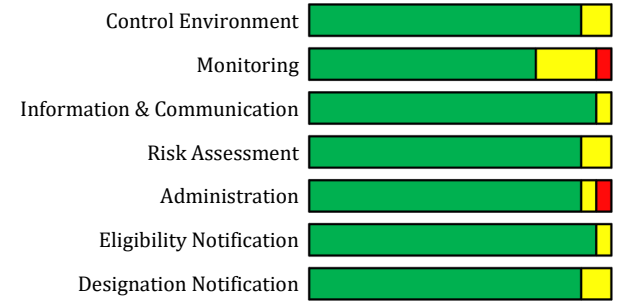 Control Environment
Monitoring
Information & Communication
Risk Assessment
Administration
Eligibility Notification
Designation Notification